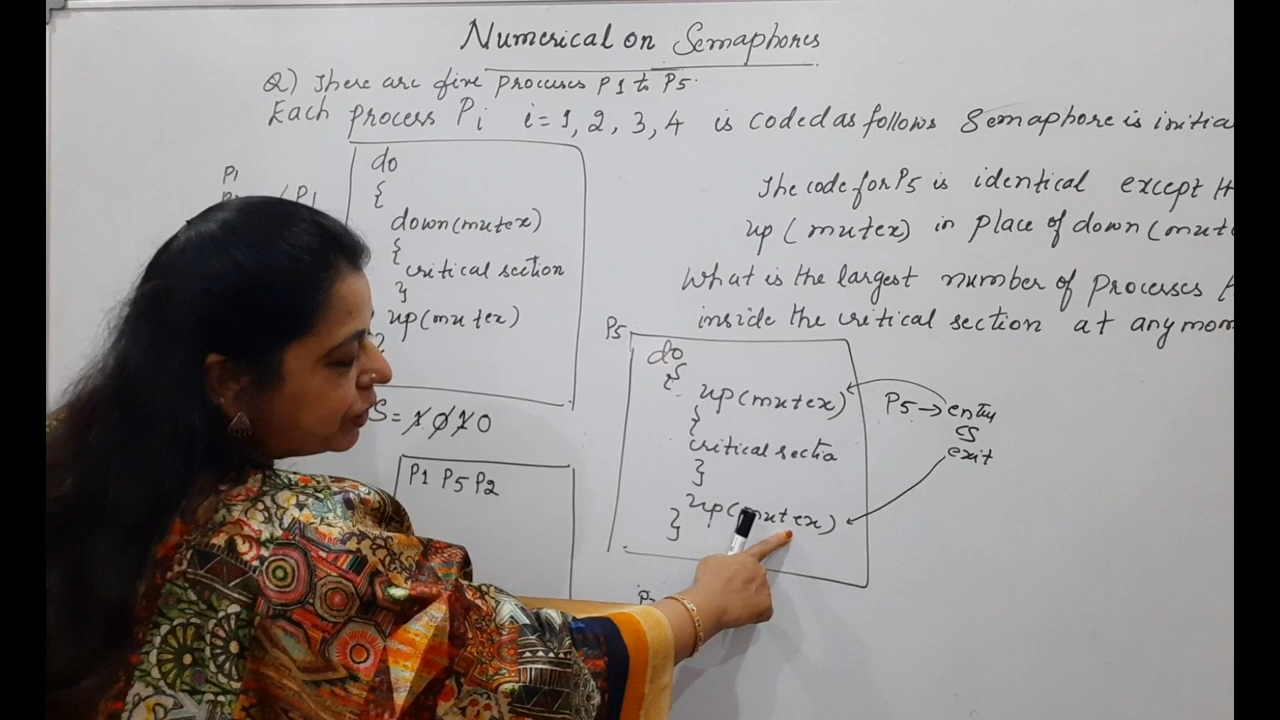 Numerical on Semaphores
Q) There are five processes P1 to P5.
Each process Pi i=1, 2, 3, 4 is coded as follows Semaphore is initia
P1
P1
do
{
down(mutex)
{
critical section
}
up(mutex)
}
The code for P5 is identical except
up(mutex) in place of down(mut
What is the largest number of processes
inside the critical section at any mom
P5
do
{
up(mutex)
{
critical sectio
}
up(mutex)
}
P5→entry
CS
exit
S= 1 0 1 0
P1 P5 P2